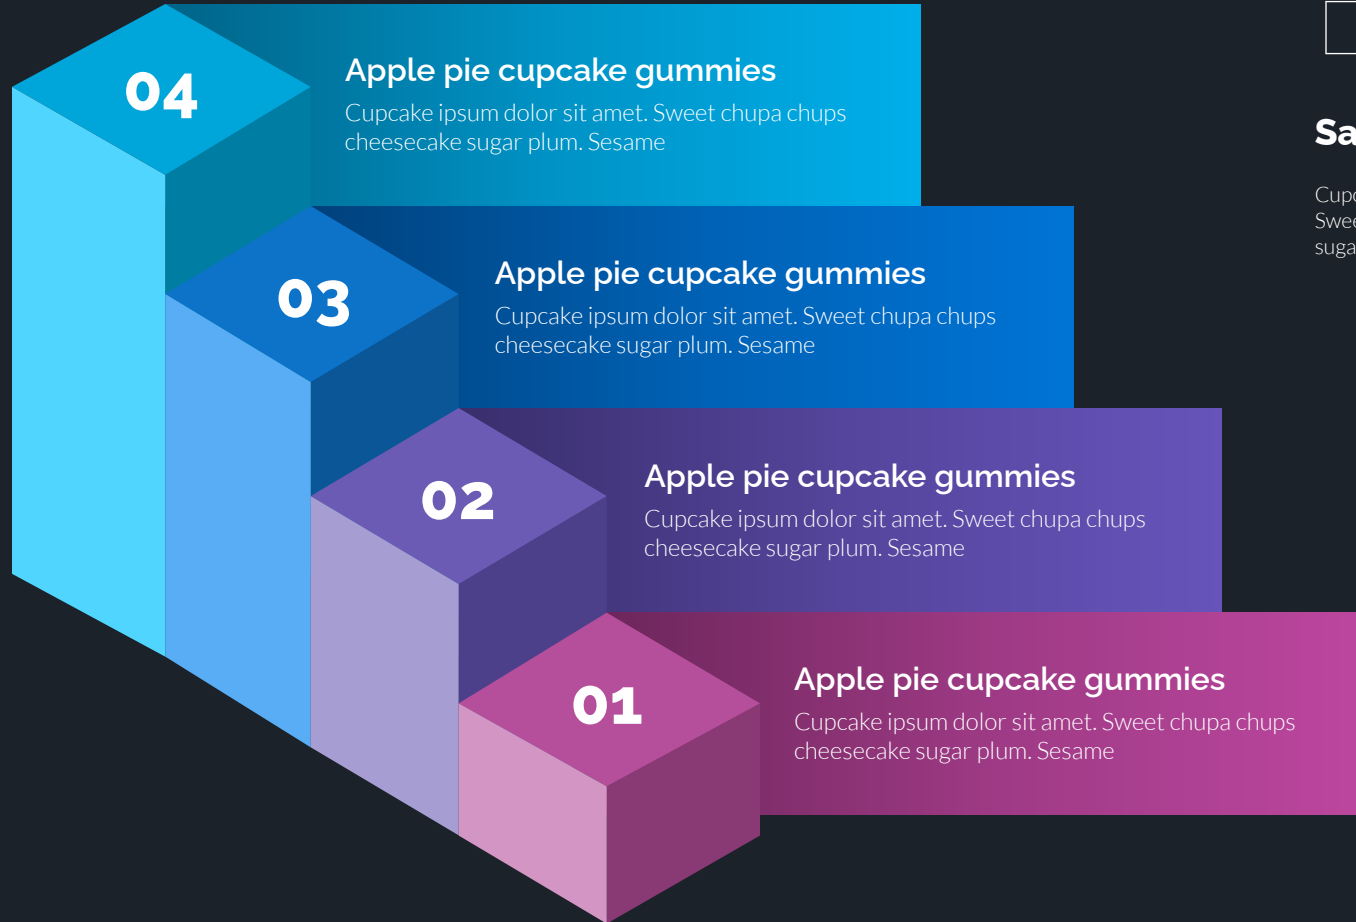 04
Apple pie cupcake gummies
Cupcake ipsum dolor sit amet. Sweet chupa chups
cheesecake sugar plum. Sesame
03
Apple pie cupcake gummies
Cupcake ipsum dolor sit amet. Sweet chupa chups
cheesecake sugar plum. Sesame
02
Apple pie cupcake gummies
Cupcake ipsum dolor sit amet. Sweet chupa chups
cheesecake sugar plum. Sesame
01
Apple pie cupcake gummies
Cupcake ipsum dolor sit amet. Sweet chupa chups
cheesecake sugar plum. Sesame